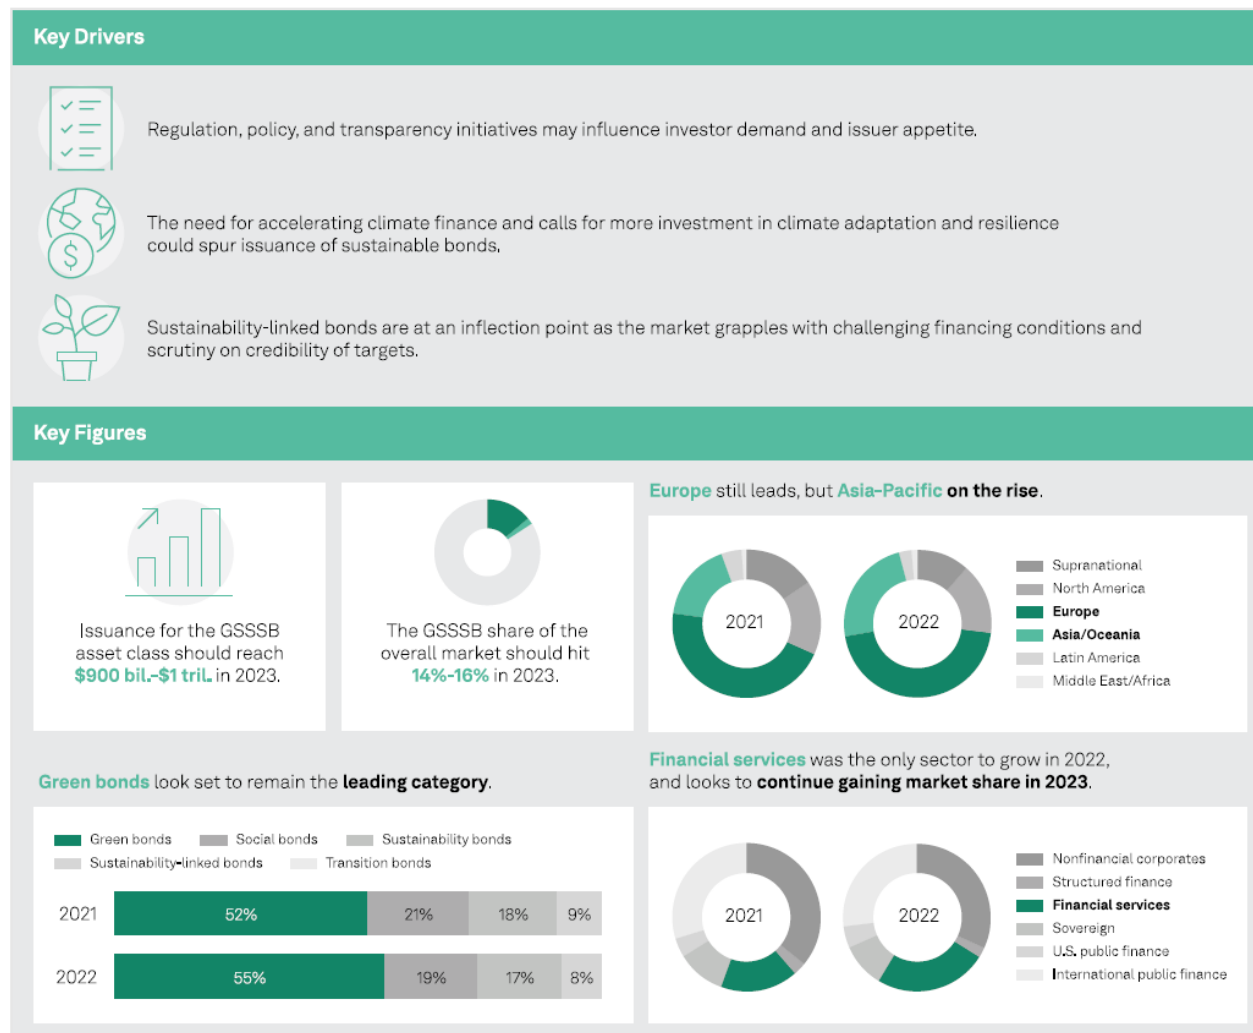 Key Drivers
Regulation, policy, and transparency initiatives may influence investor demand and issuer appetite.
The need for accelerating climate finance and calls for more investment in climate adaptation and resilience
could spur issuance of sustainable bonds.
Sustainability-linked bonds are at an inflection point as the market grapples with challenging financing conditions and
scrutiny on credibility of targets.
Key Figures
$
Issuance for the GSSSB
asset class should reach
$900 bil.-$1 tril. in 2023.
The GSSSB share of the
overall market should hit
14%-16% in 2023.
Europe still leads, but Asia-Pacific on the rise.
2021
2022
Supranational
North America
Europe
Asia/Oceania
Latin America
Middle East/Africa
Green bonds look set to remain the leading category.
Green bonds Social bonds Sustainability bonds
Sustainability-linked bonds Transition bonds
2021 52% 21% 18% 9%
2022 55% 19% 17% 8%
Financial services was the only sector to grow in 2022,
and looks to continue gaining market share in 2023.
2021
2022
Nonfinancial corporates
Structured finance
Financial services
Sovereign
U.S. public finance
International public finance